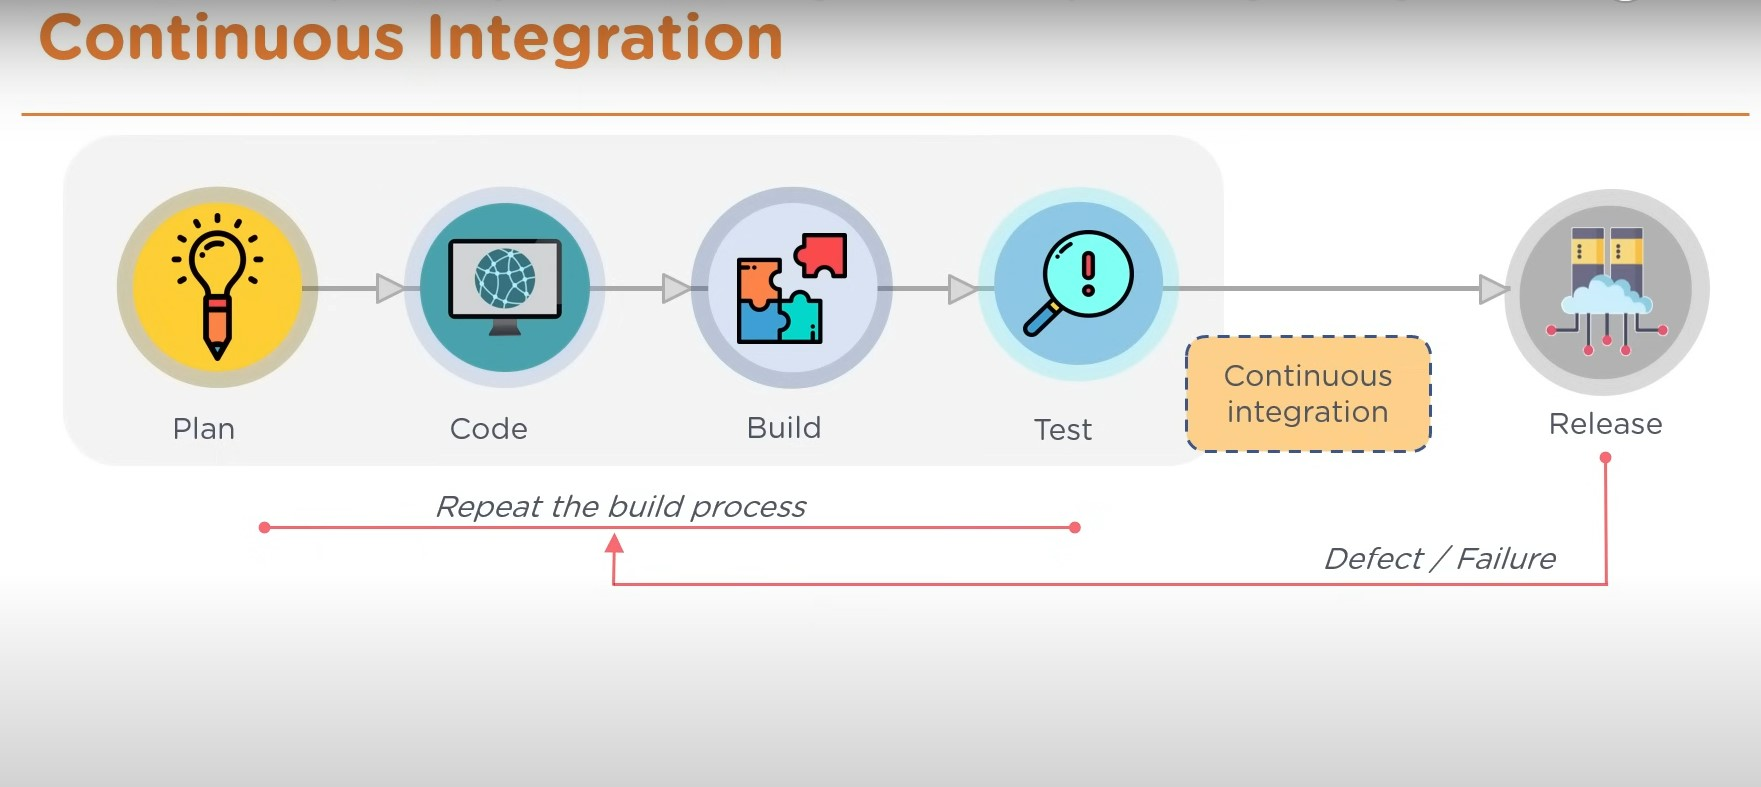 Continuous Integration
Plan
Code
Build
Test
Continuous
integration
Release
Repeat the build process
Defect / Failure